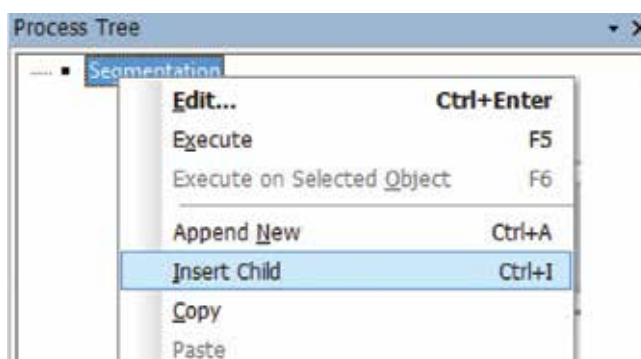 Process Tree
Segmentation
Edit... Ctrl+Enter
Execute F5
Execute on Selected Object F6
Append New Ctrl+A
Insert Child Ctrl+I
Copy
Paste